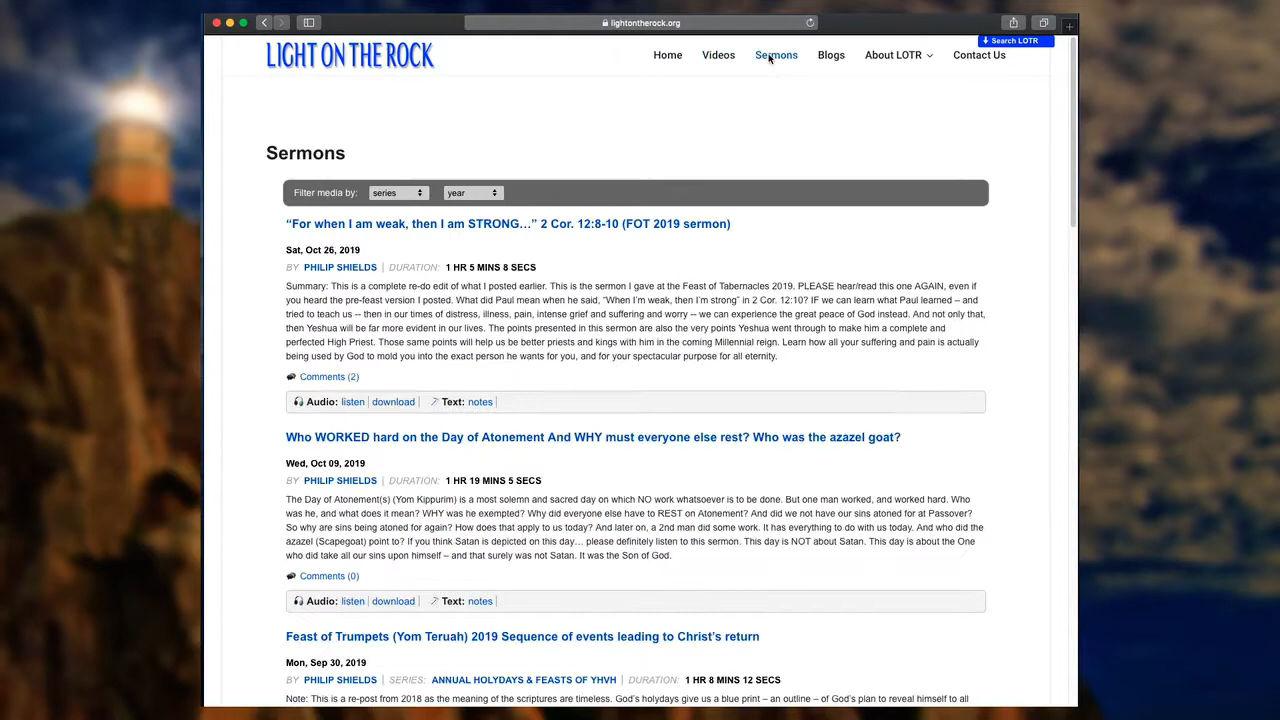 lightontherock.org
Search LOTR
LIGHT ON THE ROCK
Home Videos Sermons Blogs About LOTR Contact Us
Sermons
Filter media by: series year
“For when I am weak, then I am STRONG…” 2 Cor. 12:8-10 (FOT 2019 sermon)
Sat, Oct 26, 2019
BY PHILIP SHIELDS | DURATION: 1 HR 5 MINS 8 SECS
Summary: This is a complete re-do edit of what I posted earlier. This is the sermon I gave at the Feast of Tabernacles 2019. PLEASE hear/read this one AGAIN, even if
you heard the pre-feast version I posted. What did Paul mean when he said, “When I’m weak, then I’m strong” in 2 Cor. 12:10? IF we can learn what Paul learned – and
tried to teach us -- then in our times of distress, illness, pain, intense grief and suffering and worry -- we can experience the great peace of God instead. And not only that,
then Yeshua will be far more evident in our lives. The points presented in this sermon are also the very points Yeshua went through to make him a complete and
perfected High Priest. Those same points will help us be better priests and kings with him in the coming Millennial reign. Learn how all your suffering and pain is actually
being used by God to mold you into the exact person he wants for you, and for your spectacular purpose for all eternity.
Comments (2)
Audio: listen | download | Text: notes |
Who WORKED hard on the Day of Atonement And WHY must everyone else rest? Who was the azazel goat?
Wed, Oct 09, 2019
BY PHILIP SHIELDS | DURATION: 1 HR 19 MINS 5 SECS
The Day of Atonement(s) (Yom Kippurim) is a most solemn and sacred day on which NO work whatsoever is to be done. But one man worked, and worked hard. Who
was he, and what does it mean? WHY was he exempted? Why did everyone else have to REST on Atonement? And did we not have our sins atoned for at Passover?
So why are sins being atoned for again? How does that apply to us today? And later on, a 2nd man did some work. It has everything to do with us today. And who did the
azazel (Scapegoat) point to? If you think Satan is depicted on this day… please definitely listen to this sermon. This day is NOT about Satan. This day is about the One
who did take all our sins upon himself – and that surely was not Satan. It was the Son of God.
Comments (0)
Audio: listen | download | Text: notes |
Feast of Trumpets (Yom Teruah) 2019 Sequence of events leading to Christ’s return
Mon, Sep 30, 2019
BY PHILIP SHIELDS | SERIES: ANNUAL HOLYDAYS & FEASTS OF YHVH | DURATION: 1 HR 8 MINS 12 SECS
Note: This is a re-post from 2018 as the meaning of the scriptures are timeless. God’s holydays give us a blue print – an outline – of God’s plan to reveal himself to all